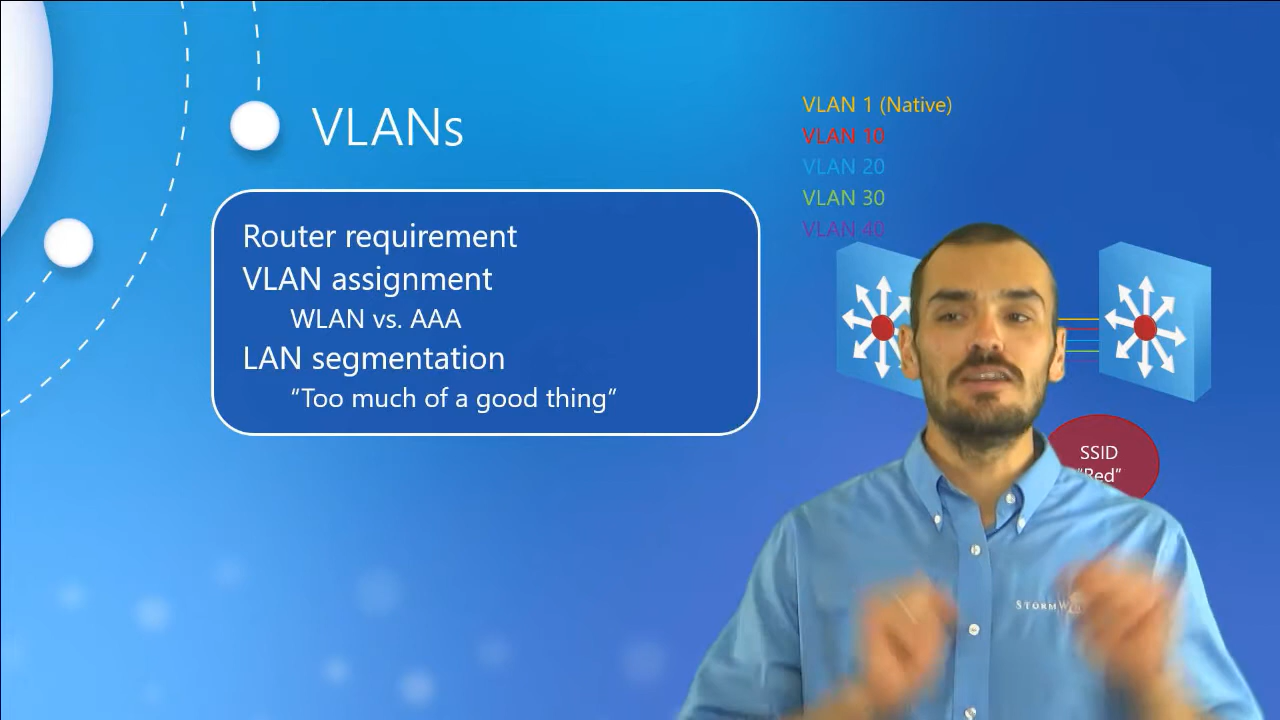 VLANs
Router requirement
VLAN assignment
WLAN vs. AAA
LAN segmentation
“Too much of a good thing”
VLAN 1 (Native)
VLAN 10
VLAN 20
VLAN 30
VLAN 40
SSID
“Red”